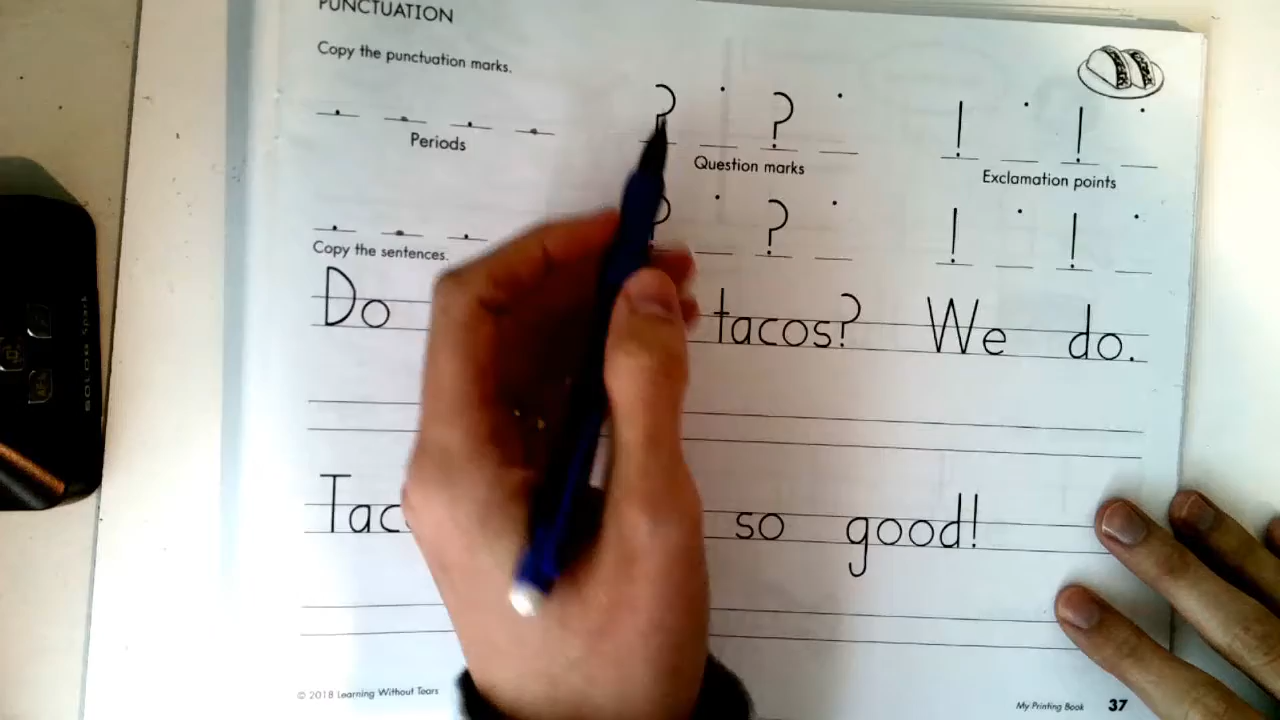 PUNCTUATION
Copy the punctuation marks.
. . . . ? ? ! !
Periods Question marks Exclamation points
. . . ? ? ! !
Copy the sentences.
Do tacos? We do.
so good!
© 2018 Learning Without Tears My Printing Book 37